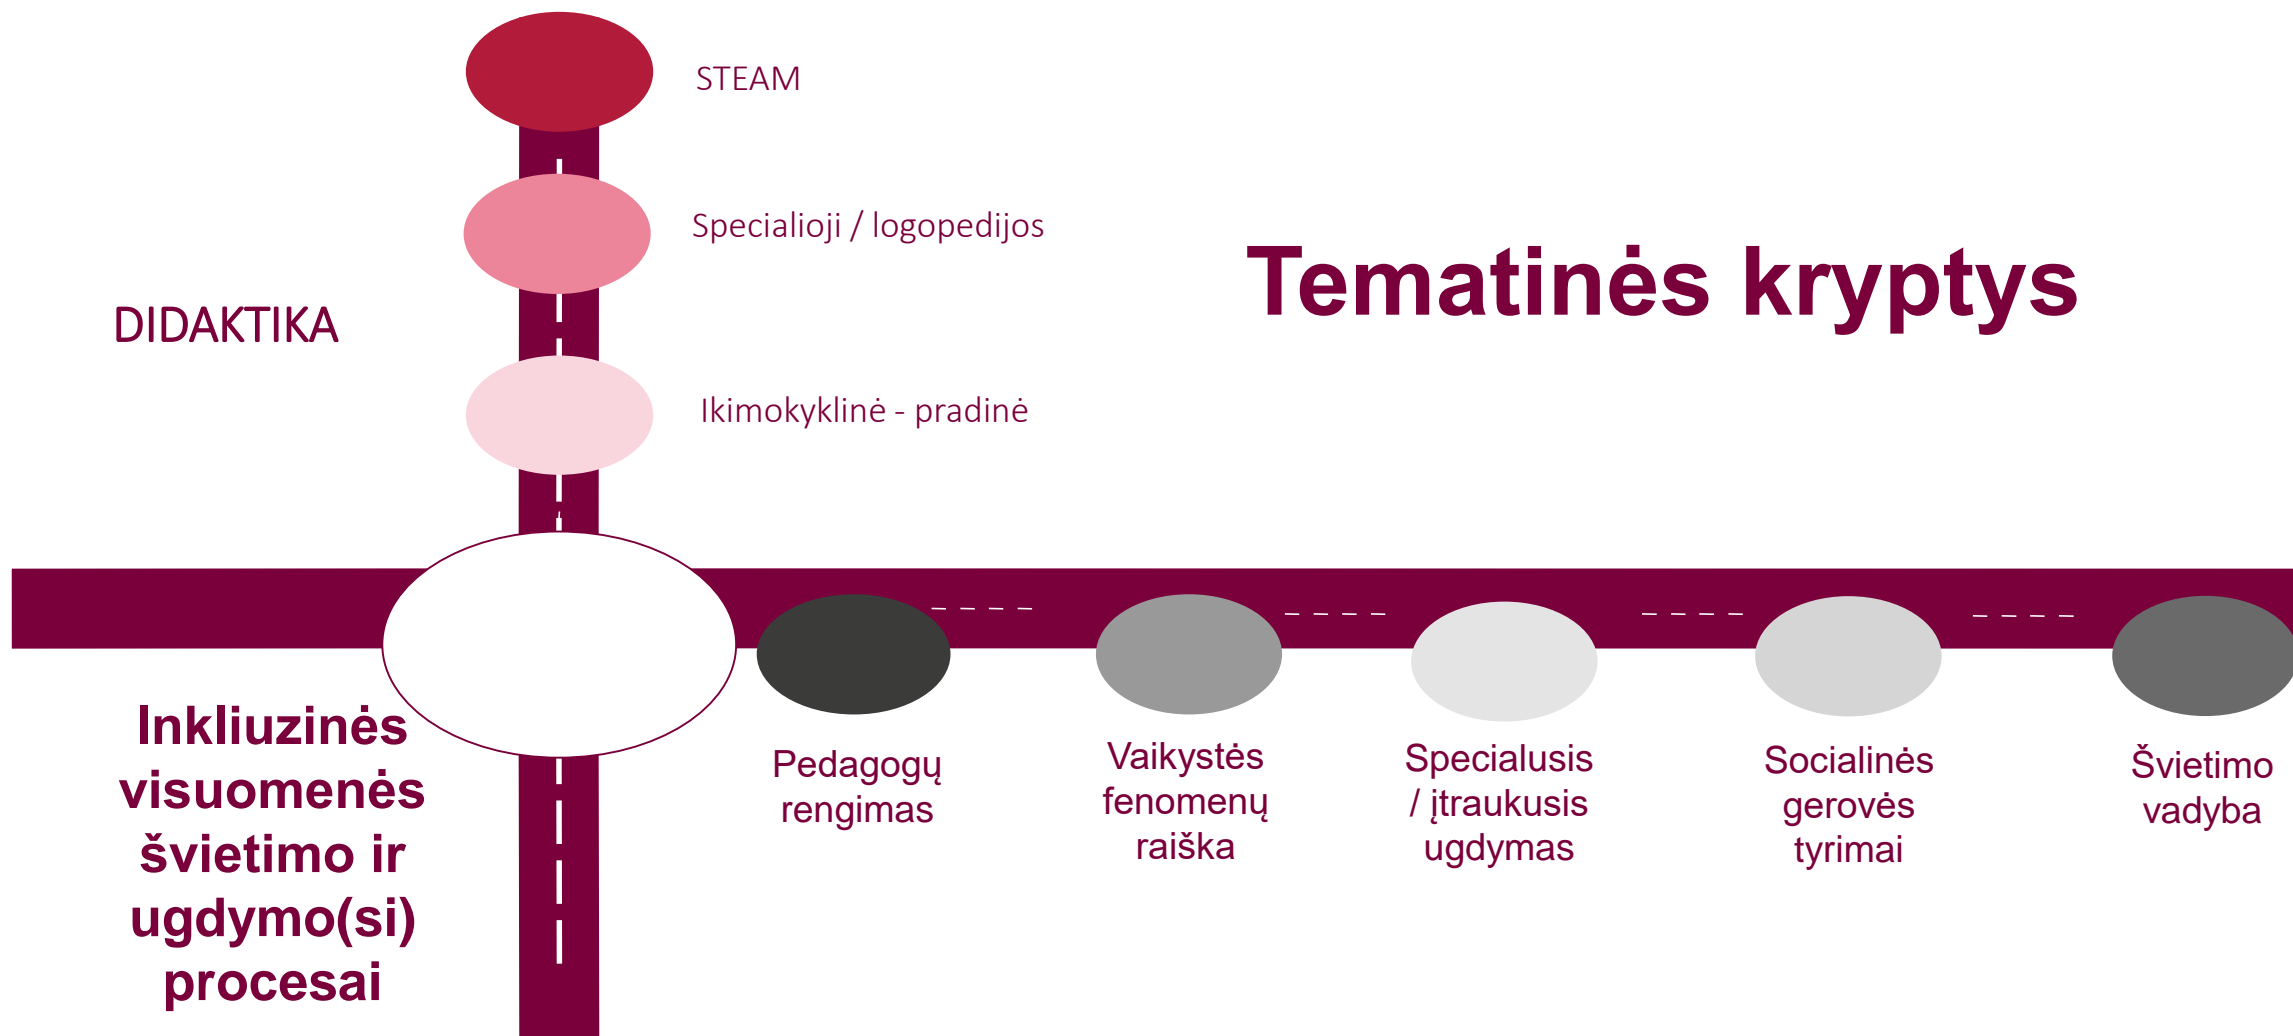 STEAM
Specialioji / logopedijos
Tematinės kryptys
DIDAKTIKA
Ikimokyklinė - pradinė
Inkliuzinės
visuomenės
švietimo ir
ugdymo(si)
procesai
Pedagogų
rengimas
Vaikystės
fenomenų
raiška
Specialusis
/ įtraukusis
ugdymas
Socialinės
gerovės
tyrimai
Švietimo
vadyba